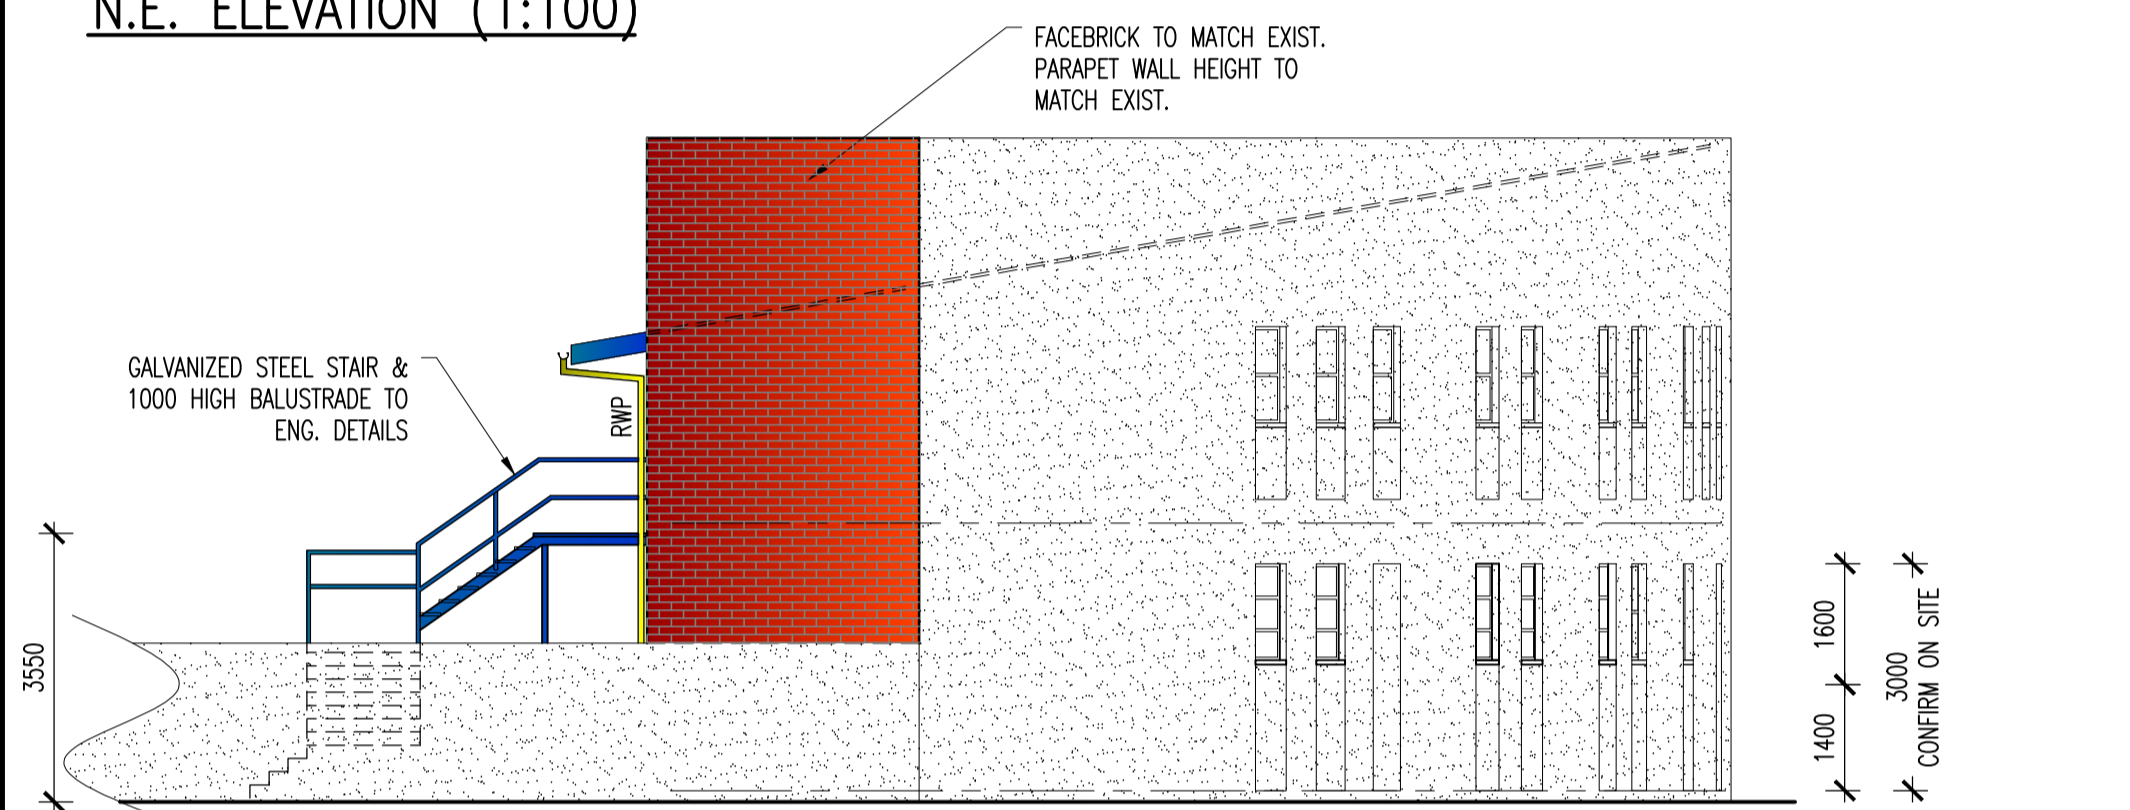 N.E. ELEVATION (1:100)
FACEBRICK TO MATCH EXIST.
PARAPET WALL HEIGHT TO
MATCH EXIST.
GALVANIZED STEEL STAIR &
1000 HIGH BALUSTRADE TO
ENG. DETAILS
RWP
3550
1600
1400
3000
CONFIRM ON SITE